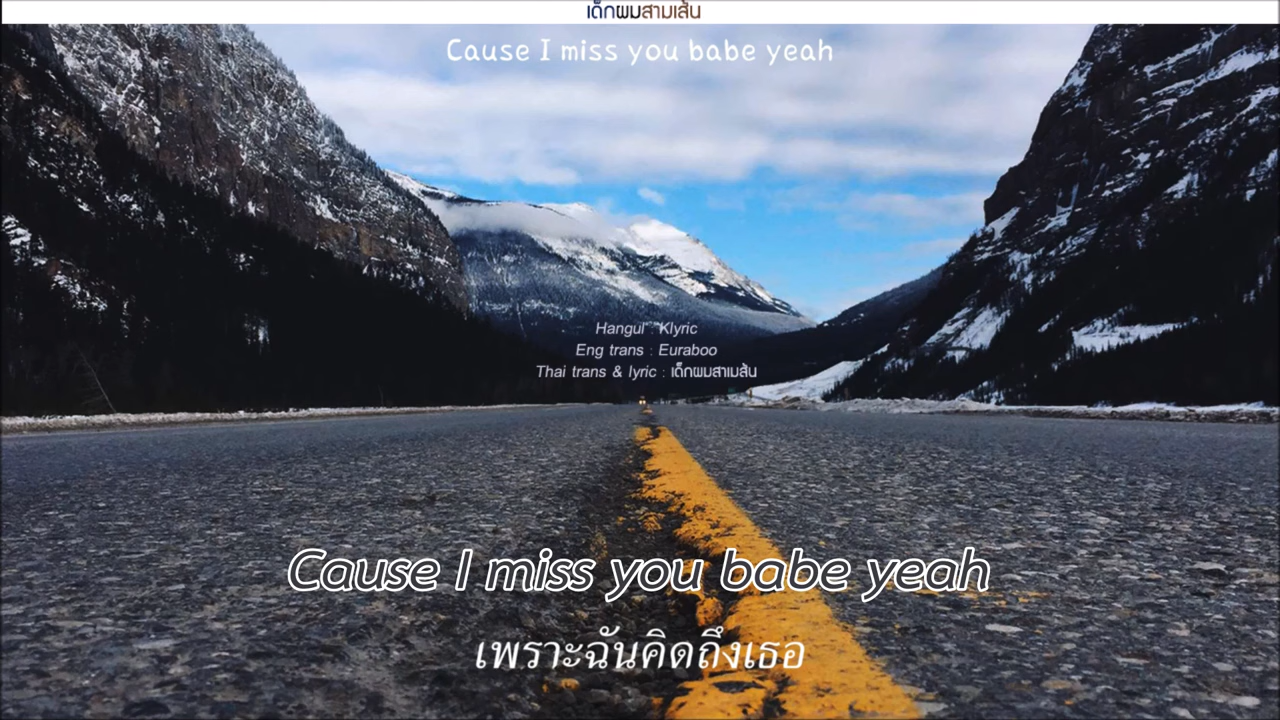 เด็กผมสามเส้น
Cause I miss you babe yeah
Hangul : Klyric
Eng trans : Euraboo
Thai trans & lyric : เด็กผมสาเมส้น
Cause I miss you babe yeah
เพราะฉันคิดถึงเธอ